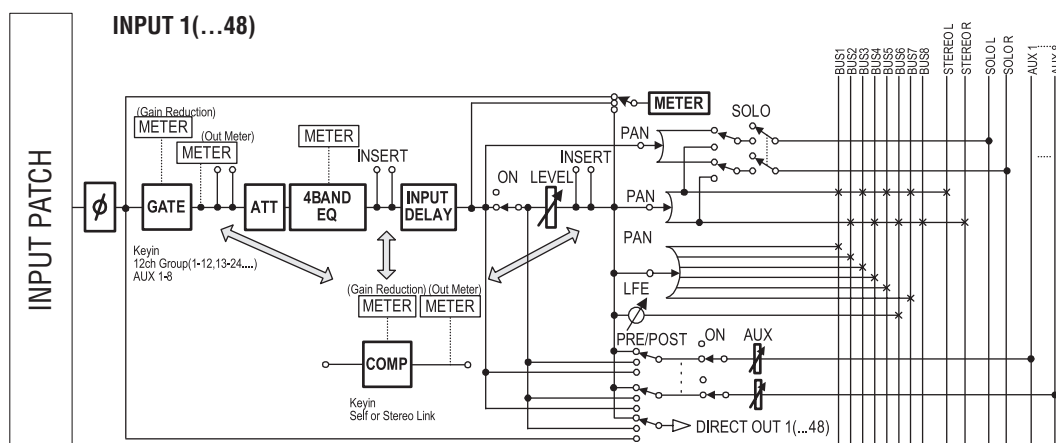 INPUT 1(...48)
INPUT PATCH
BUS1
BUS2
BUS3
BUS4
BUS5
BUS6
BUS7
BUS8
STEREO L
STEREO R
SOLO L
SOLO R
AUX 1
AUX 8
(Gain Reduction)
METER
(Out Meter)
METER
METER
INSERT
METER
SOLO
PAN
ON
LEVEL
INSERT
ϕ
GATE
ATT
4BAND
EQ
INPUT
DELAY
PAN
Keyin
12ch Group(1-12,13-24....)
AUX 1-8
PAN
(Gain Reduction)
(Out Meter)
METER
METER
LFE
PRE/POST
ON
AUX
COMP
Keyin
Self or Stereo Link
DIRECT OUT 1(...48)